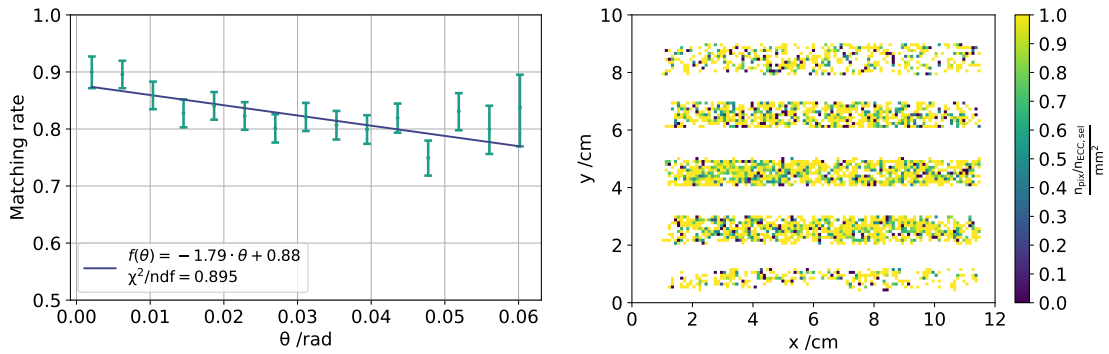 1.0
0.9
0.8
0.7
0.6
0.5
Matching rate
f(θ) = −1.79 · θ + 0.88
χ²/ndf = 0.895
0.00 0.01 0.02 0.03 0.04 0.05 0.06
θ /rad
10
8
6
4
2
0
y /cm
0 2 4 6 8 10 12
x /cm
1.0
0.9
0.8
0.7
0.6
0.5
0.4
0.3
0.2
0.1
0.0
n_pix/n_ECC, sel
mm²